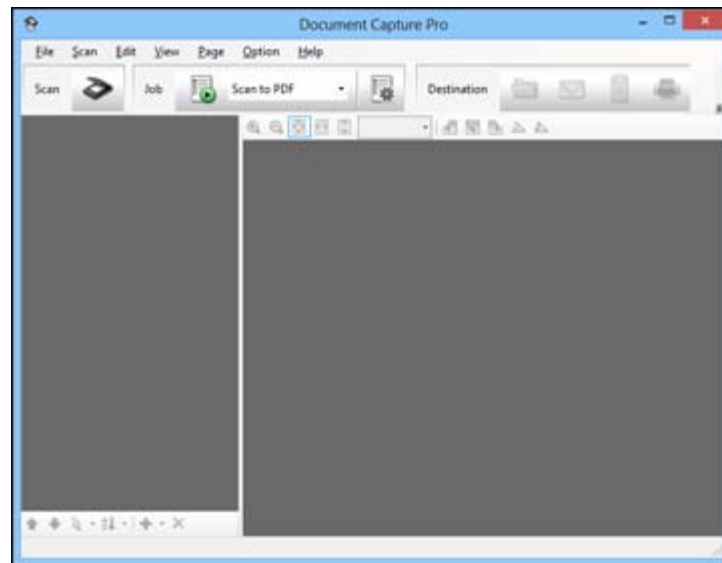 Document Capture Pro
File Scan Edit View Page Option Help
Scan Job Scan to PDF Destination